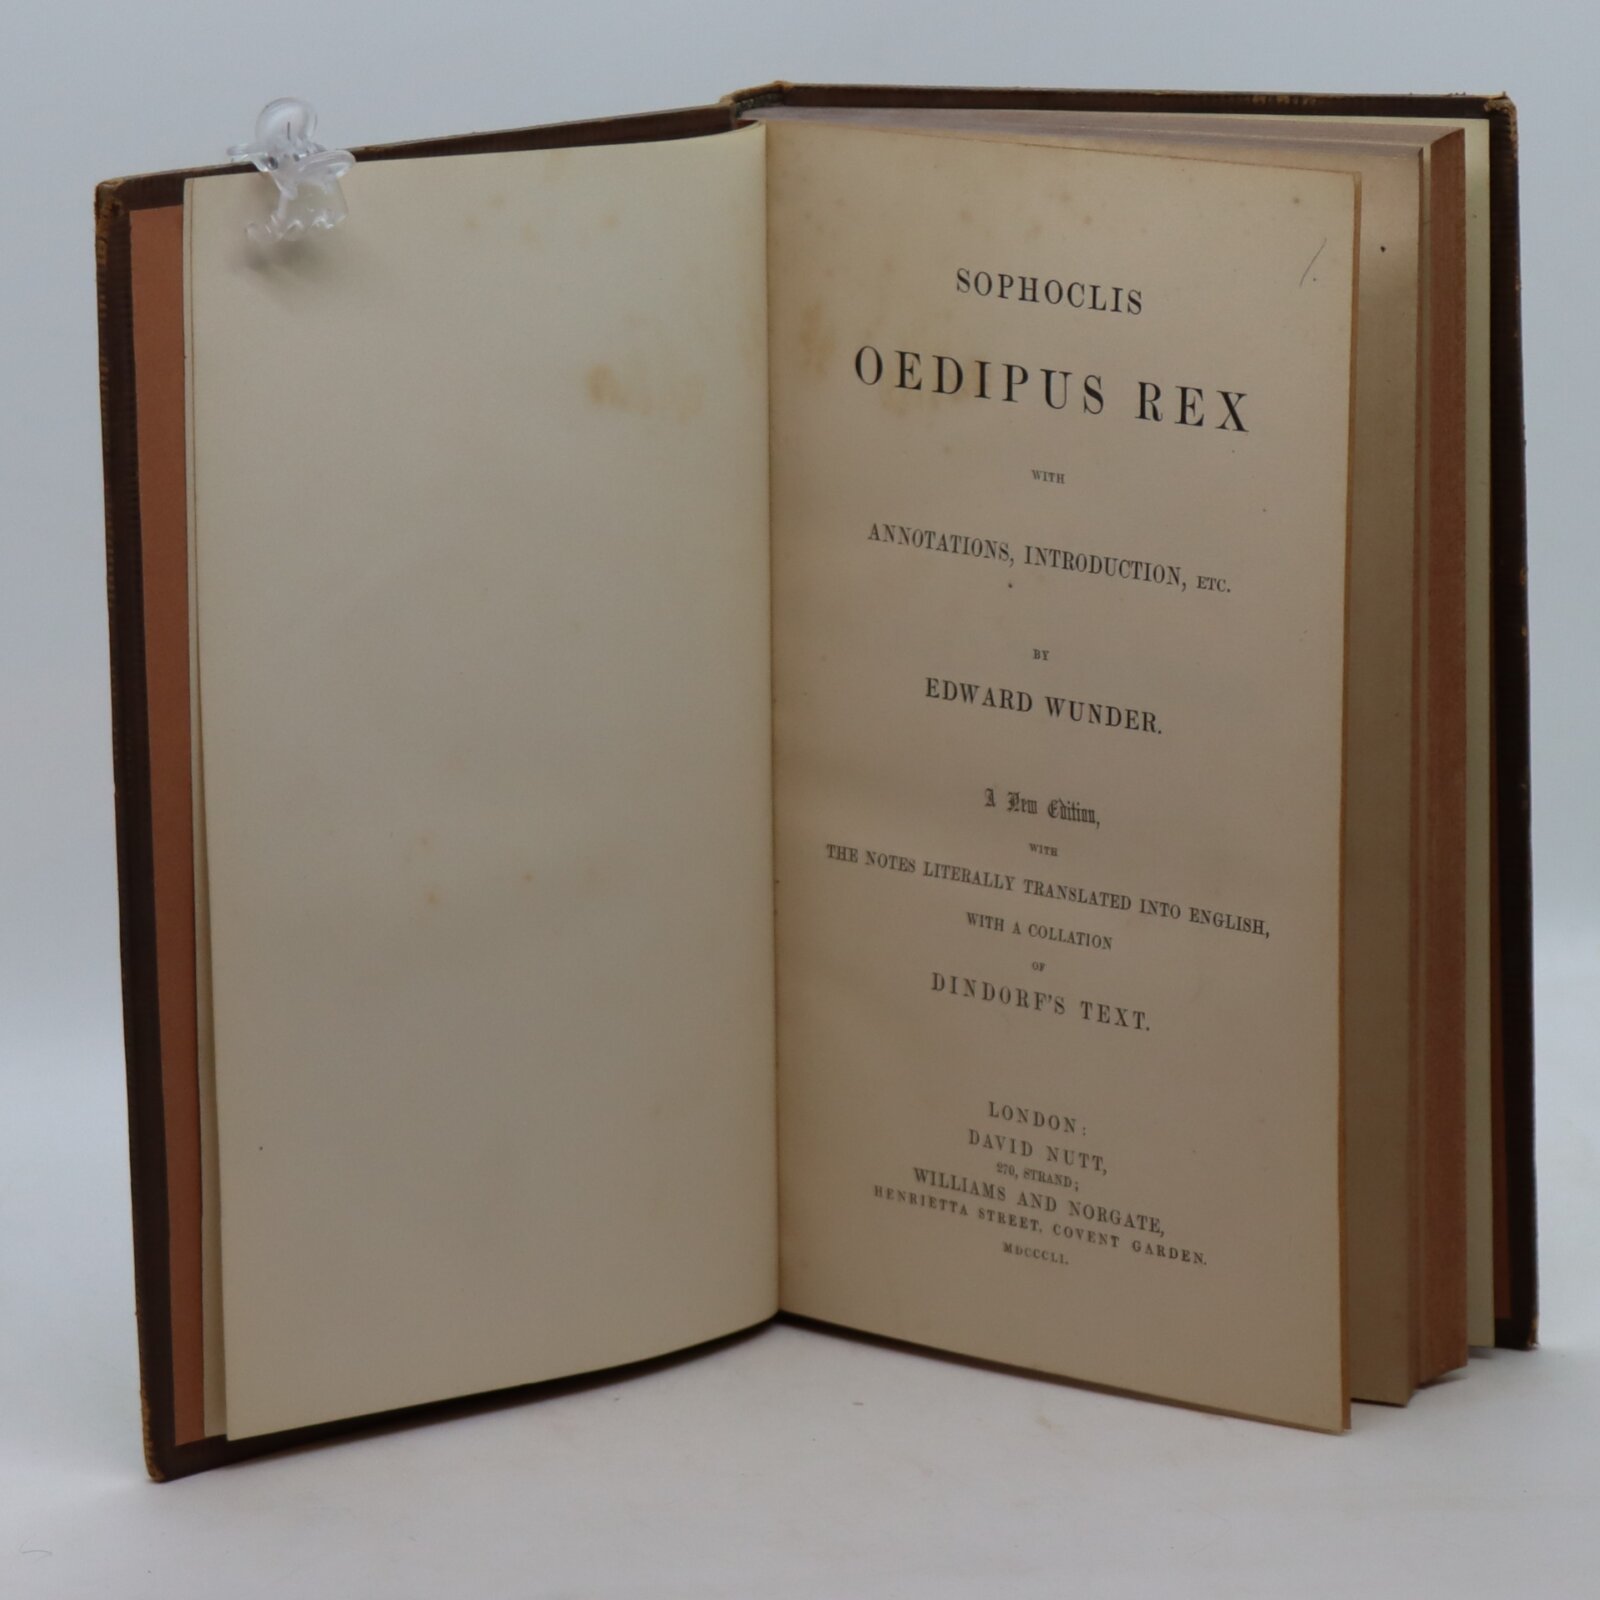 SOPHOCLIS
OEDIPUS REX
WITH
ANNOTATIONS, INTRODUCTION, ETC.
BY
EDWARD WUNDER.
A New Edition,
WITH
THE NOTES LITERALLY TRANSLATED INTO ENGLISH,
WITH A COLLATION
OF
DINDORF'S TEXT.
LONDON:
DAVID NUTT,
270, STRAND;
WILLIAMS AND NORGATE,
HENRIETTA STREET, COVENT GARDEN.
MDCCCLI.